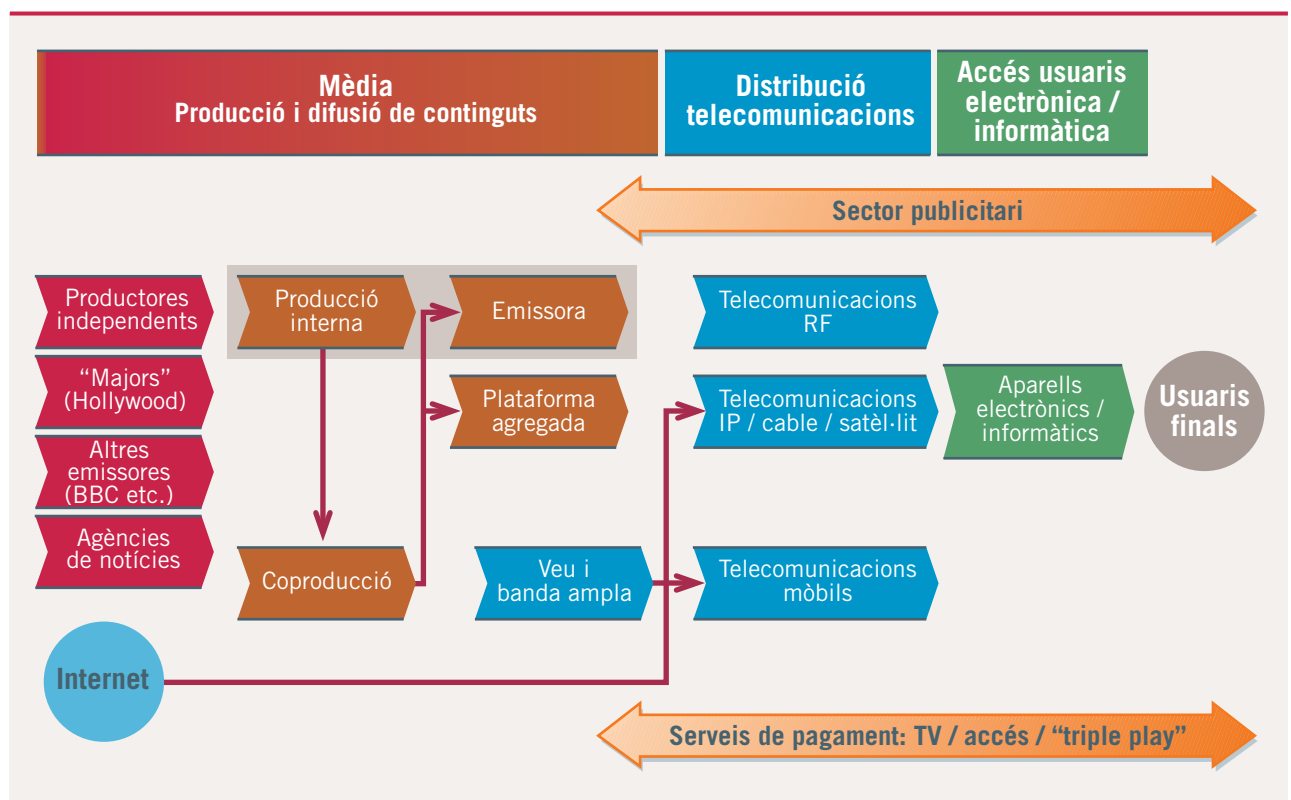 Mèdia
Producció i difusió de continguts
Distribució
telecomunicacions
Accés usuaris
electrònica /
informàtica
Sector publicitari
Productores
independents
Producció
interna
Emissora
Telecomunicacions
RF
“Majors”
(Hollywood)
Plataforma
agregada
Telecomunicacions
IP / cable / satèl·lit
Aparells
electrònics /
informàtics
Usuaris
finals
Altres
emissores
(BBC etc.)
Agències
de notícies
Coproducció
Veu i
banda ampla
Telecomunicacions
mòbils
Internet
Serveis de pagament: TV / accés / “triple play”